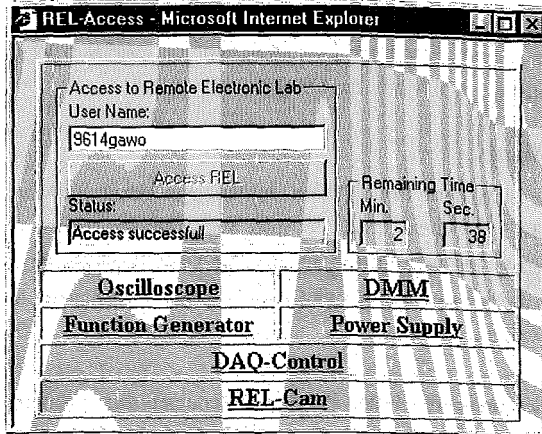 REL-Access - Microsoft Internet Explorer
Access to Remote Electronic Lab
User Name:
9614gawo
Access REL
Status:
Access successfull
Remaining Time
Min. Sec.
2 38
Oscilloscope DMM
Function Generator Power Supply
DAQ-Control
REL-Cam